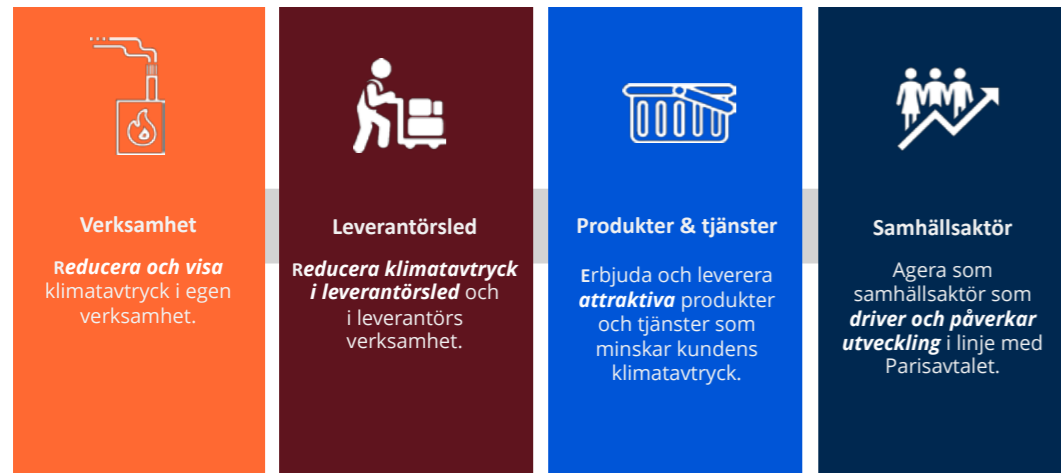 Verksamhet
Reducera och visa
klimatavtryck i egen
verksamhet.
Leverantörsled
Reducera klimatavtryck
i leverantörsled och
i leverantörs
verksamhet.
Produkter & tjänster
Erbjuda och leverera
attraktiva produkter
och tjänster som
minskar kundens
klimatavtryck.
Samhällsaktör
Agera som
samhällsaktör som
driver och påverkar
utveckling i linje med
Parisavtalet.